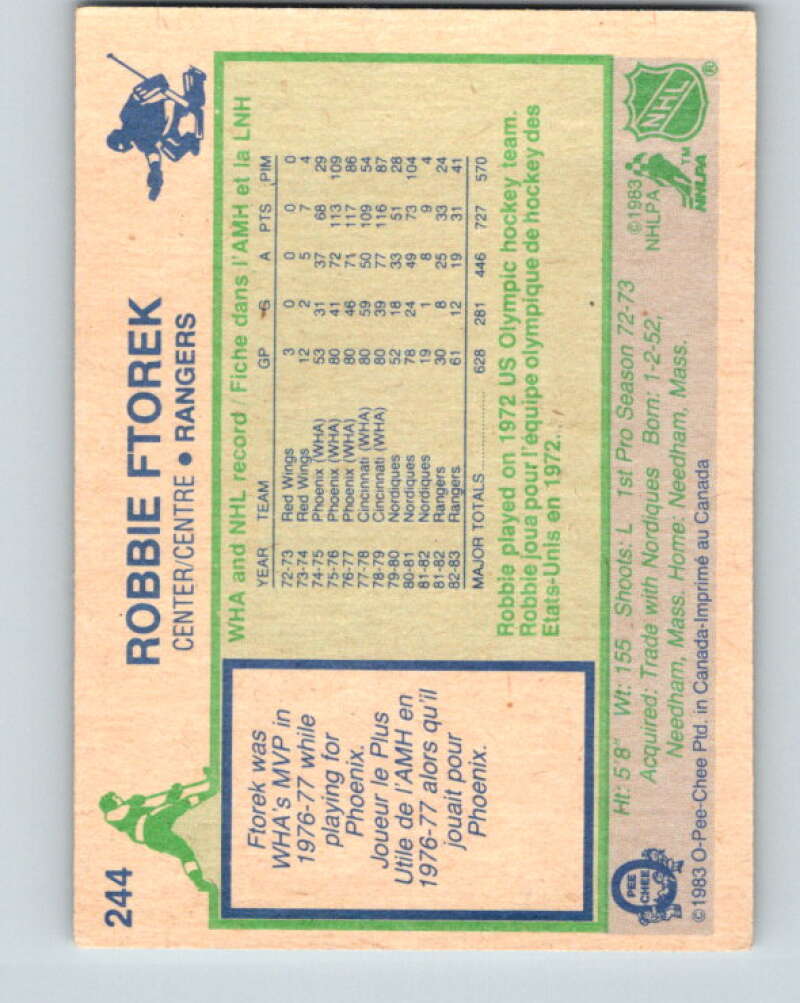 244
ROBBIE FTOREK
CENTER/CENTRE • RANGERS
Ftorek was
WHA's MVP in
1976-77 while
playing for
Phoenix.
Joueur le Plus
Utile de l'AMH en
1976-77 alors qu'il
jouait pour
Phoenix.
WHA and NHL record / Fiche dans l'AMH et la LNH
YEAR TEAM GP G A PTS PIM
72-73 Red Wings 3 0 0 0 0
73-74 Red Wings 12 2 5 7 4
74-75 Phoenix (WHA) 53 31 37 68 29
75-76 Phoenix (WHA) 80 41 72 113 109
76-77 Phoenix (WHA) 80 46 71 117 86
77-78 Cincinnati (WHA) 80 59 50 109 54
78-79 Cincinnati (WHA) 80 39 77 116 87
79-80 Nordiques 52 18 33 51 28
80-81 Nordiques 78 24 49 73 104
81-82 Nordiques 19 1 8 9 4
81-82 Rangers 30 8 25 33 24
82-83 Rangers 61 12 19 31 41
MAJOR TOTALS 628 281 446 727 570
Robbie played on 1972 US Olympic hockey team.
Robbie joua pour l'équipe olympique de hockey des
Etats-Unis en 1972.
Ht: 5'8" Wt: 155 Shoots: L 1st Pro Season 72-73
Acquired: Trade with Nordiques Born: 1-2-52,
Needham, Mass. Home: Needham, Mass.
©1983 O-Pee-Chee Ptd. in Canada-Imprimé au Canada
O PEE CHEE
©1983
NHLPA
NHLPA TM
NHL ®